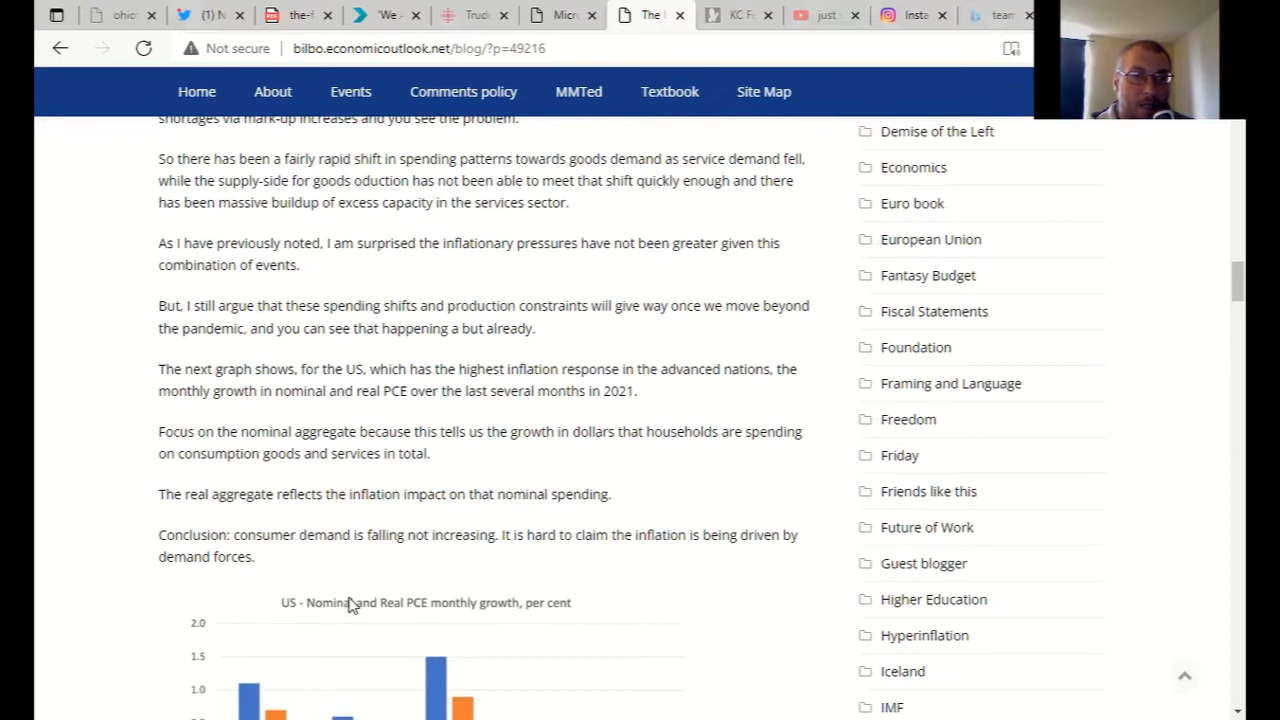 ohio
(1) N
the-f
'We A
Trud
Micr
The
KC F
just
Insta
team
Not secure
bilbo.economicoutlook.net/blog/?p=49216
Home
About
Events
Comments policy
MMTed
Textbook
Site Map
shortages via mark-up increases and you see the problem.
So there has been a fairly rapid shift in spending patterns towards goods demand as service demand fell,
while the supply-side for goods oduction has not been able to meet that shift quickly enough and there
has been massive buildup of excess capacity in the services sector.
As I have previously noted, I am surprised the inflationary pressures have not been greater given this
combination of events.
But, I still argue that these spending shifts and production constraints will give way once we move beyond
the pandemic, and you can see that happening a but already.
The next graph shows, for the US, which has the highest inflation response in the advanced nations, the
monthly growth in nominal and real PCE over the last several months in 2021.
Focus on the nominal aggregate because this tells us the growth in dollars that households are spending
on consumption goods and services in total.
The real aggregate reflects the inflation impact on that nominal spending.
Conclusion: consumer demand is falling not increasing. It is hard to claim the inflation is being driven by
demand forces.
US - Nominal and Real PCE monthly growth, per cent
2.0
1.5
1.0
Demise of the Left
Economics
Euro book
European Union
Fantasy Budget
Fiscal Statements
Foundation
Framing and Language
Freedom
Friday
Friends like this
Future of Work
Guest blogger
Higher Education
Hyperinflation
Iceland
IMF